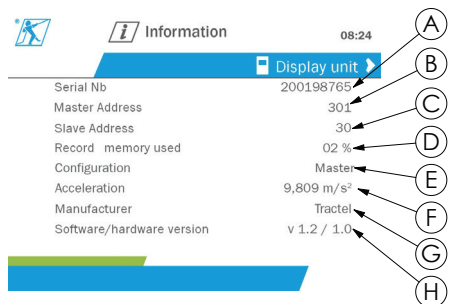 i Information 08:24
Display unit
Serial Nb 200198765
Master Address 301
Slave Address 30
Record memory used 02 %
Configuration Master
Acceleration 9,809 m/s²
Manufacturer Tractel
Software/hardware version v 1.2 / 1.0
A
B
C
D
E
F
G
H